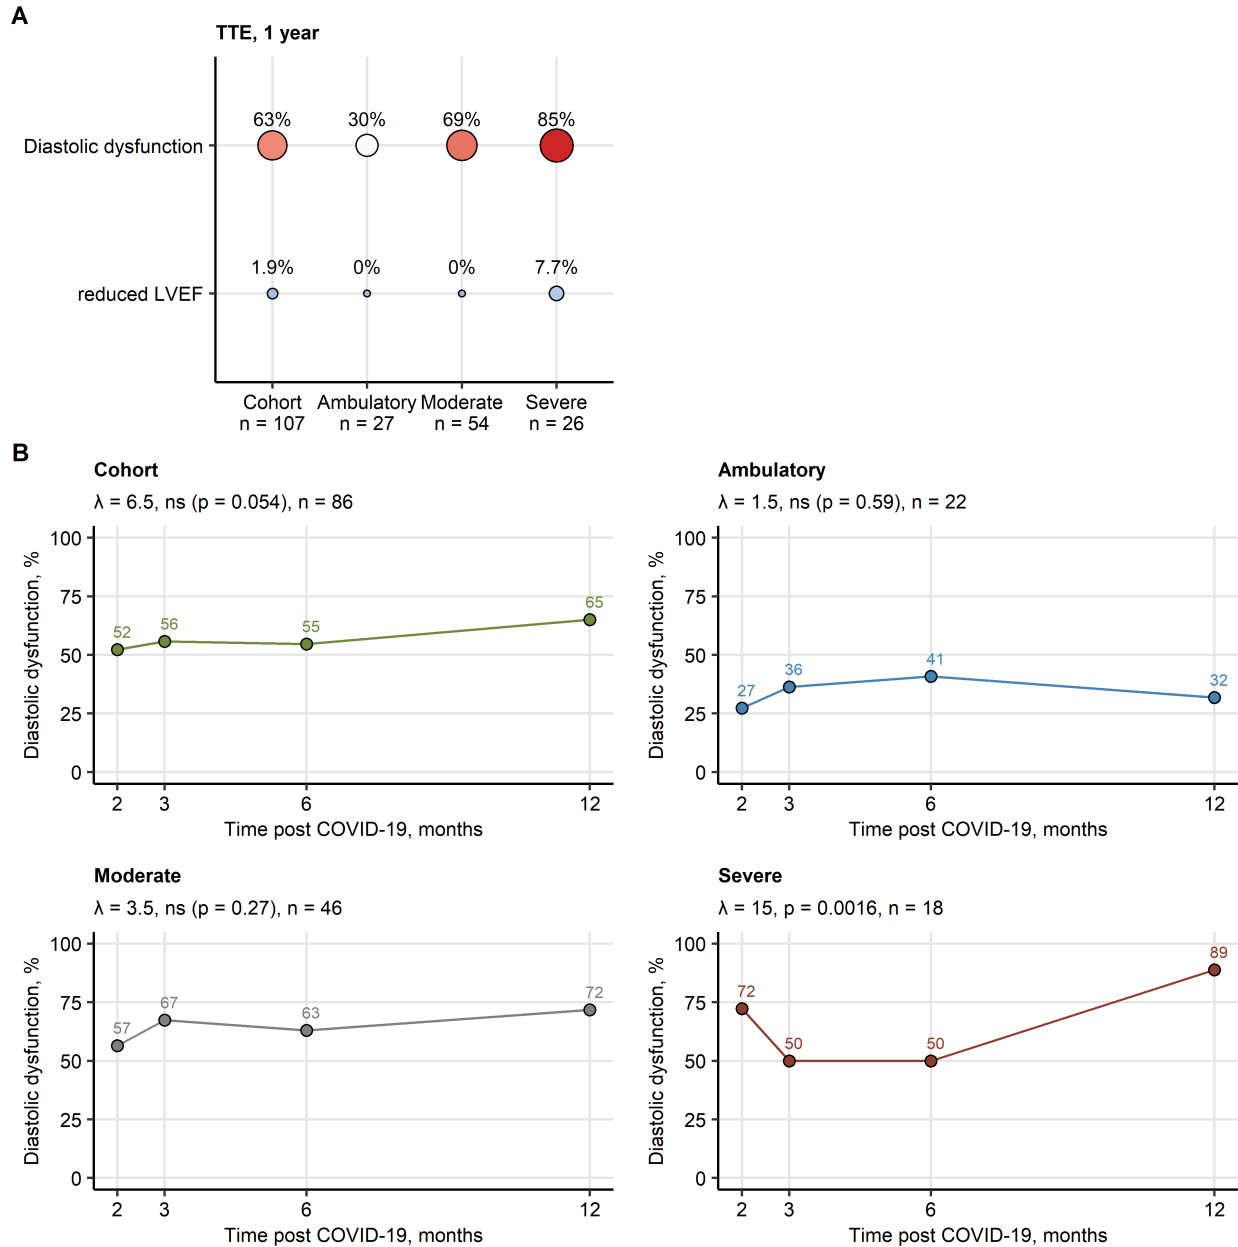 A
TTE, 1 year
63% 30% 69% 85%
Diastolic dysfunction
1.9% 0% 0% 7.7%
reduced LVEF
Cohort Ambulatory Moderate Severe
n = 107 n = 27 n = 54 n = 26
B
Cohort
λ = 6.5, ns (p = 0.054), n = 86
Diastolic dysfunction, %
100
75
50
25
0
52 56 55 65
2 3 6 12
Time post COVID-19, months
Ambulatory
λ = 1.5, ns (p = 0.59), n = 22
Diastolic dysfunction, %
100
75
50
25
0
27 36 41 32
2 3 6 12
Time post COVID-19, months
Moderate
λ = 3.5, ns (p = 0.27), n = 46
Diastolic dysfunction, %
100
75
50
25
0
57 67 63 72
2 3 6 12
Time post COVID-19, months
Severe
λ = 15, p = 0.0016, n = 18
Diastolic dysfunction, %
100
75
50
25
0
72 50 50 89
2 3 6 12
Time post COVID-19, months